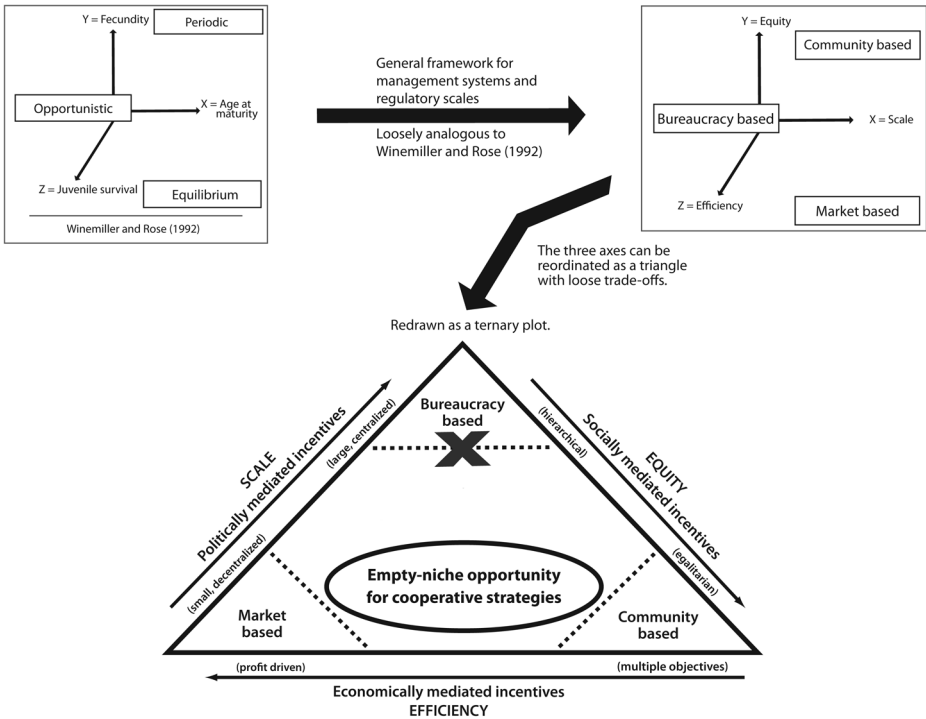 Y = Fecundity
Periodic
Opportunistic
X = Age at
maturity
Z = Juvenile survival
Equilibrium
Winemiller and Rose (1992)
General framework for
management systems and
regulatory scales
Loosely analogous to
Winemiller and Rose (1992)
Y = Equity
Community based
Bureaucracy based
X = Scale
Z = Efficiency
Market based
The three axes can be
reordinated as a triangle
with loose trade-offs.
Redrawn as a ternary plot.
SCALE
Politically mediated incentives
(large, centralized)
(small, decentralized)
Bureaucracy
based
EQUITY
Socially mediated incentives
(hierarchical)
(egalitarian)
Empty-niche opportunity
for cooperative strategies
Market
based
Community
based
(profit driven)
(multiple objectives)
Economically mediated incentives
EFFICIENCY